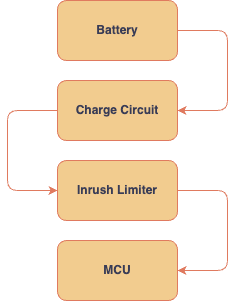 Battery
Charge Circuit
Inrush Limiter
MCU